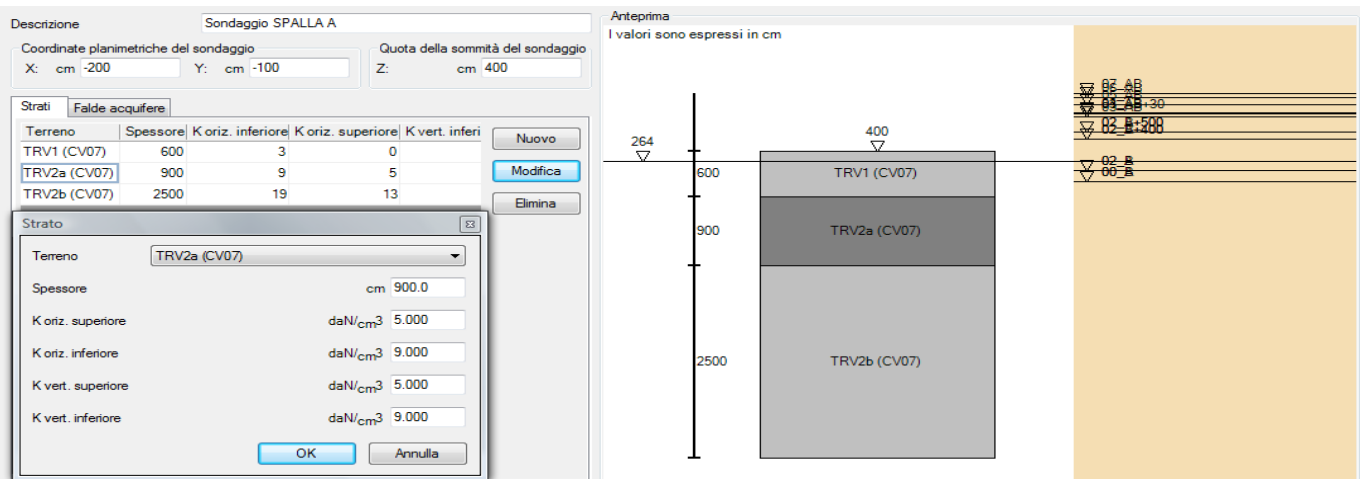 Descrizione
Sondaggio SPALLA A
Coordinate planimetriche del sondaggio
X: cm -200 Y: cm -100
Quota della sommità del sondaggio
Z: cm 400
Strati Falde acquifere
Terreno Spessore K oriz. inferiore K oriz. superiore K vert. inferi
TRV1 (CV07) 600 3 0
TRV2a (CV07) 900 9 5
TRV2b (CV07) 2500 19 13
Nuovo
Modifica
Elimina
Strato
Terreno TRV2a (CV07)
Spessore cm 900.0
K oriz. superiore daN/cm3 5.000
K oriz. inferiore daN/cm3 9.000
K vert. superiore daN/cm3 5.000
K vert. inferiore daN/cm3 9.000
OK Annulla
Anteprima
I valori sono espressi in cm
264
400
600 TRV1 (CV07)
900 TRV2a (CV07)
2500 TRV2b (CV07)